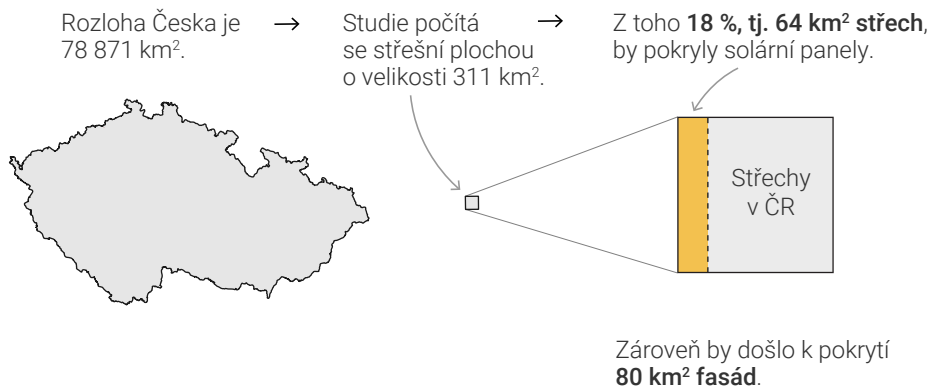 Rozloha Česka je
78 871 km².
→
Studie počítá
se střešní plochou
o velikosti 311 km².
→
Z toho 18 %, tj. 64 km² střech,
by pokryly solární panely.
Střechy
v ČR
Zároveň by došlo k pokrytí
80 km² fasád.